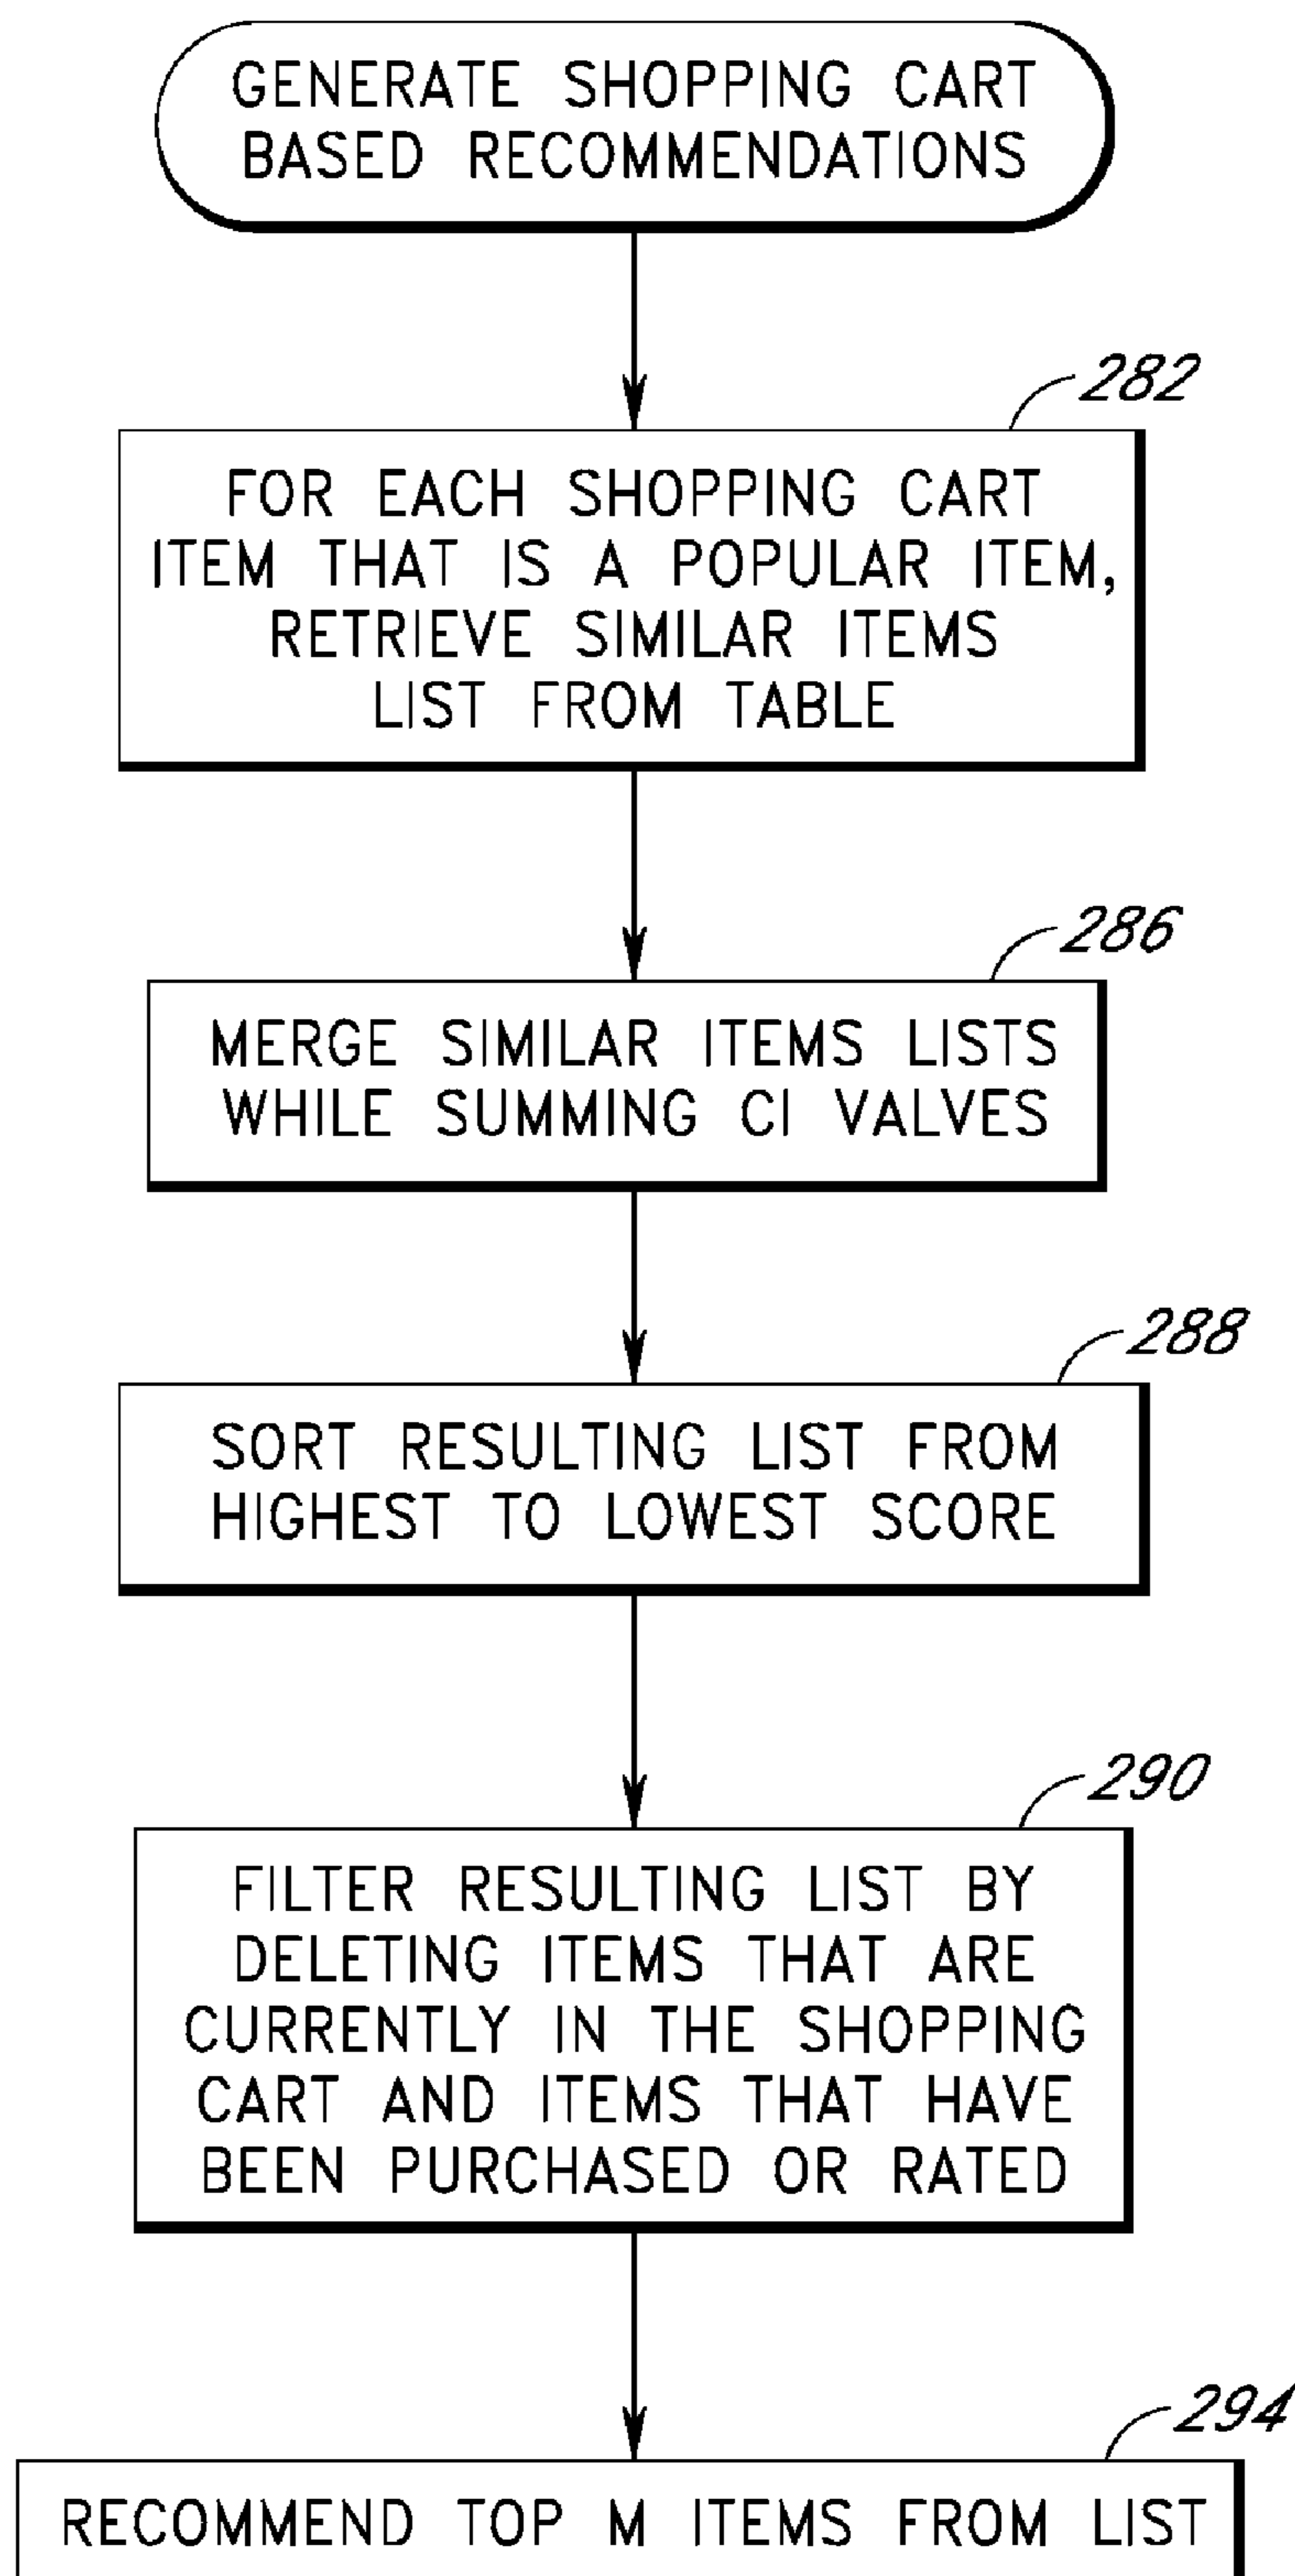 GENERATE SHOPPING CART
BASED RECOMMENDATIONS
282
FOR EACH SHOPPING CART
ITEM THAT IS A POPULAR ITEM,
RETRIEVE SIMILAR ITEMS
LIST FROM TABLE
286
MERGE SIMILAR ITEMS LISTS
WHILE SUMMING CI VALVES
288
SORT RESULTING LIST FROM
HIGHEST TO LOWEST SCORE
290
FILTER RESULTING LIST BY
DELETING ITEMS THAT ARE
CURRENTLY IN THE SHOPPING
CART AND ITEMS THAT HAVE
BEEN PURCHASED OR RATED
294
RECOMMEND TOP M ITEMS FROM LIST